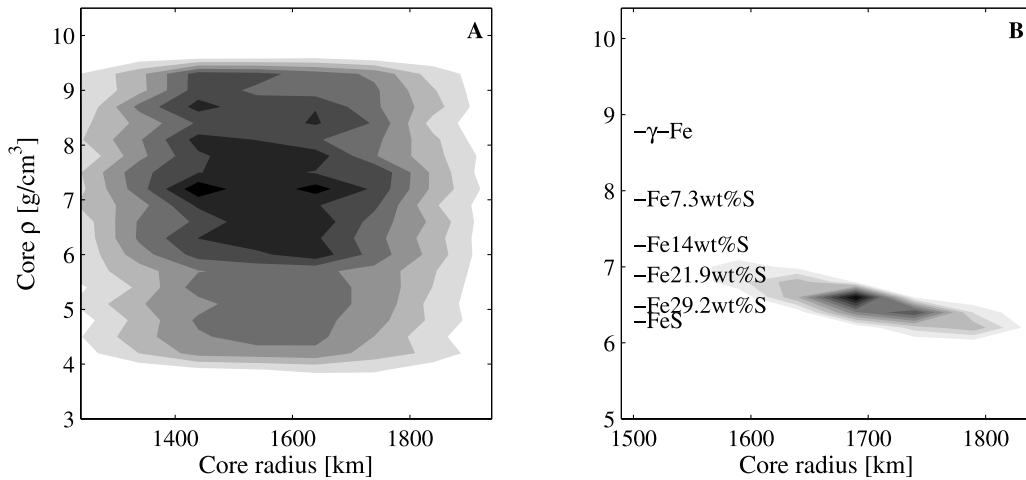 A
10
9
8
7
6
5
4
3
Core ρ [g/cm³]
1400
1600
1800
Core radius [km]
B
10
9
8
7
6
5
–γ–Fe
–Fe7.3wt%S
–Fe14wt%S
–Fe21.9wt%S
–Fe29.2wt%S
–FeS
1500
1600
1700
1800
Core radius [km]